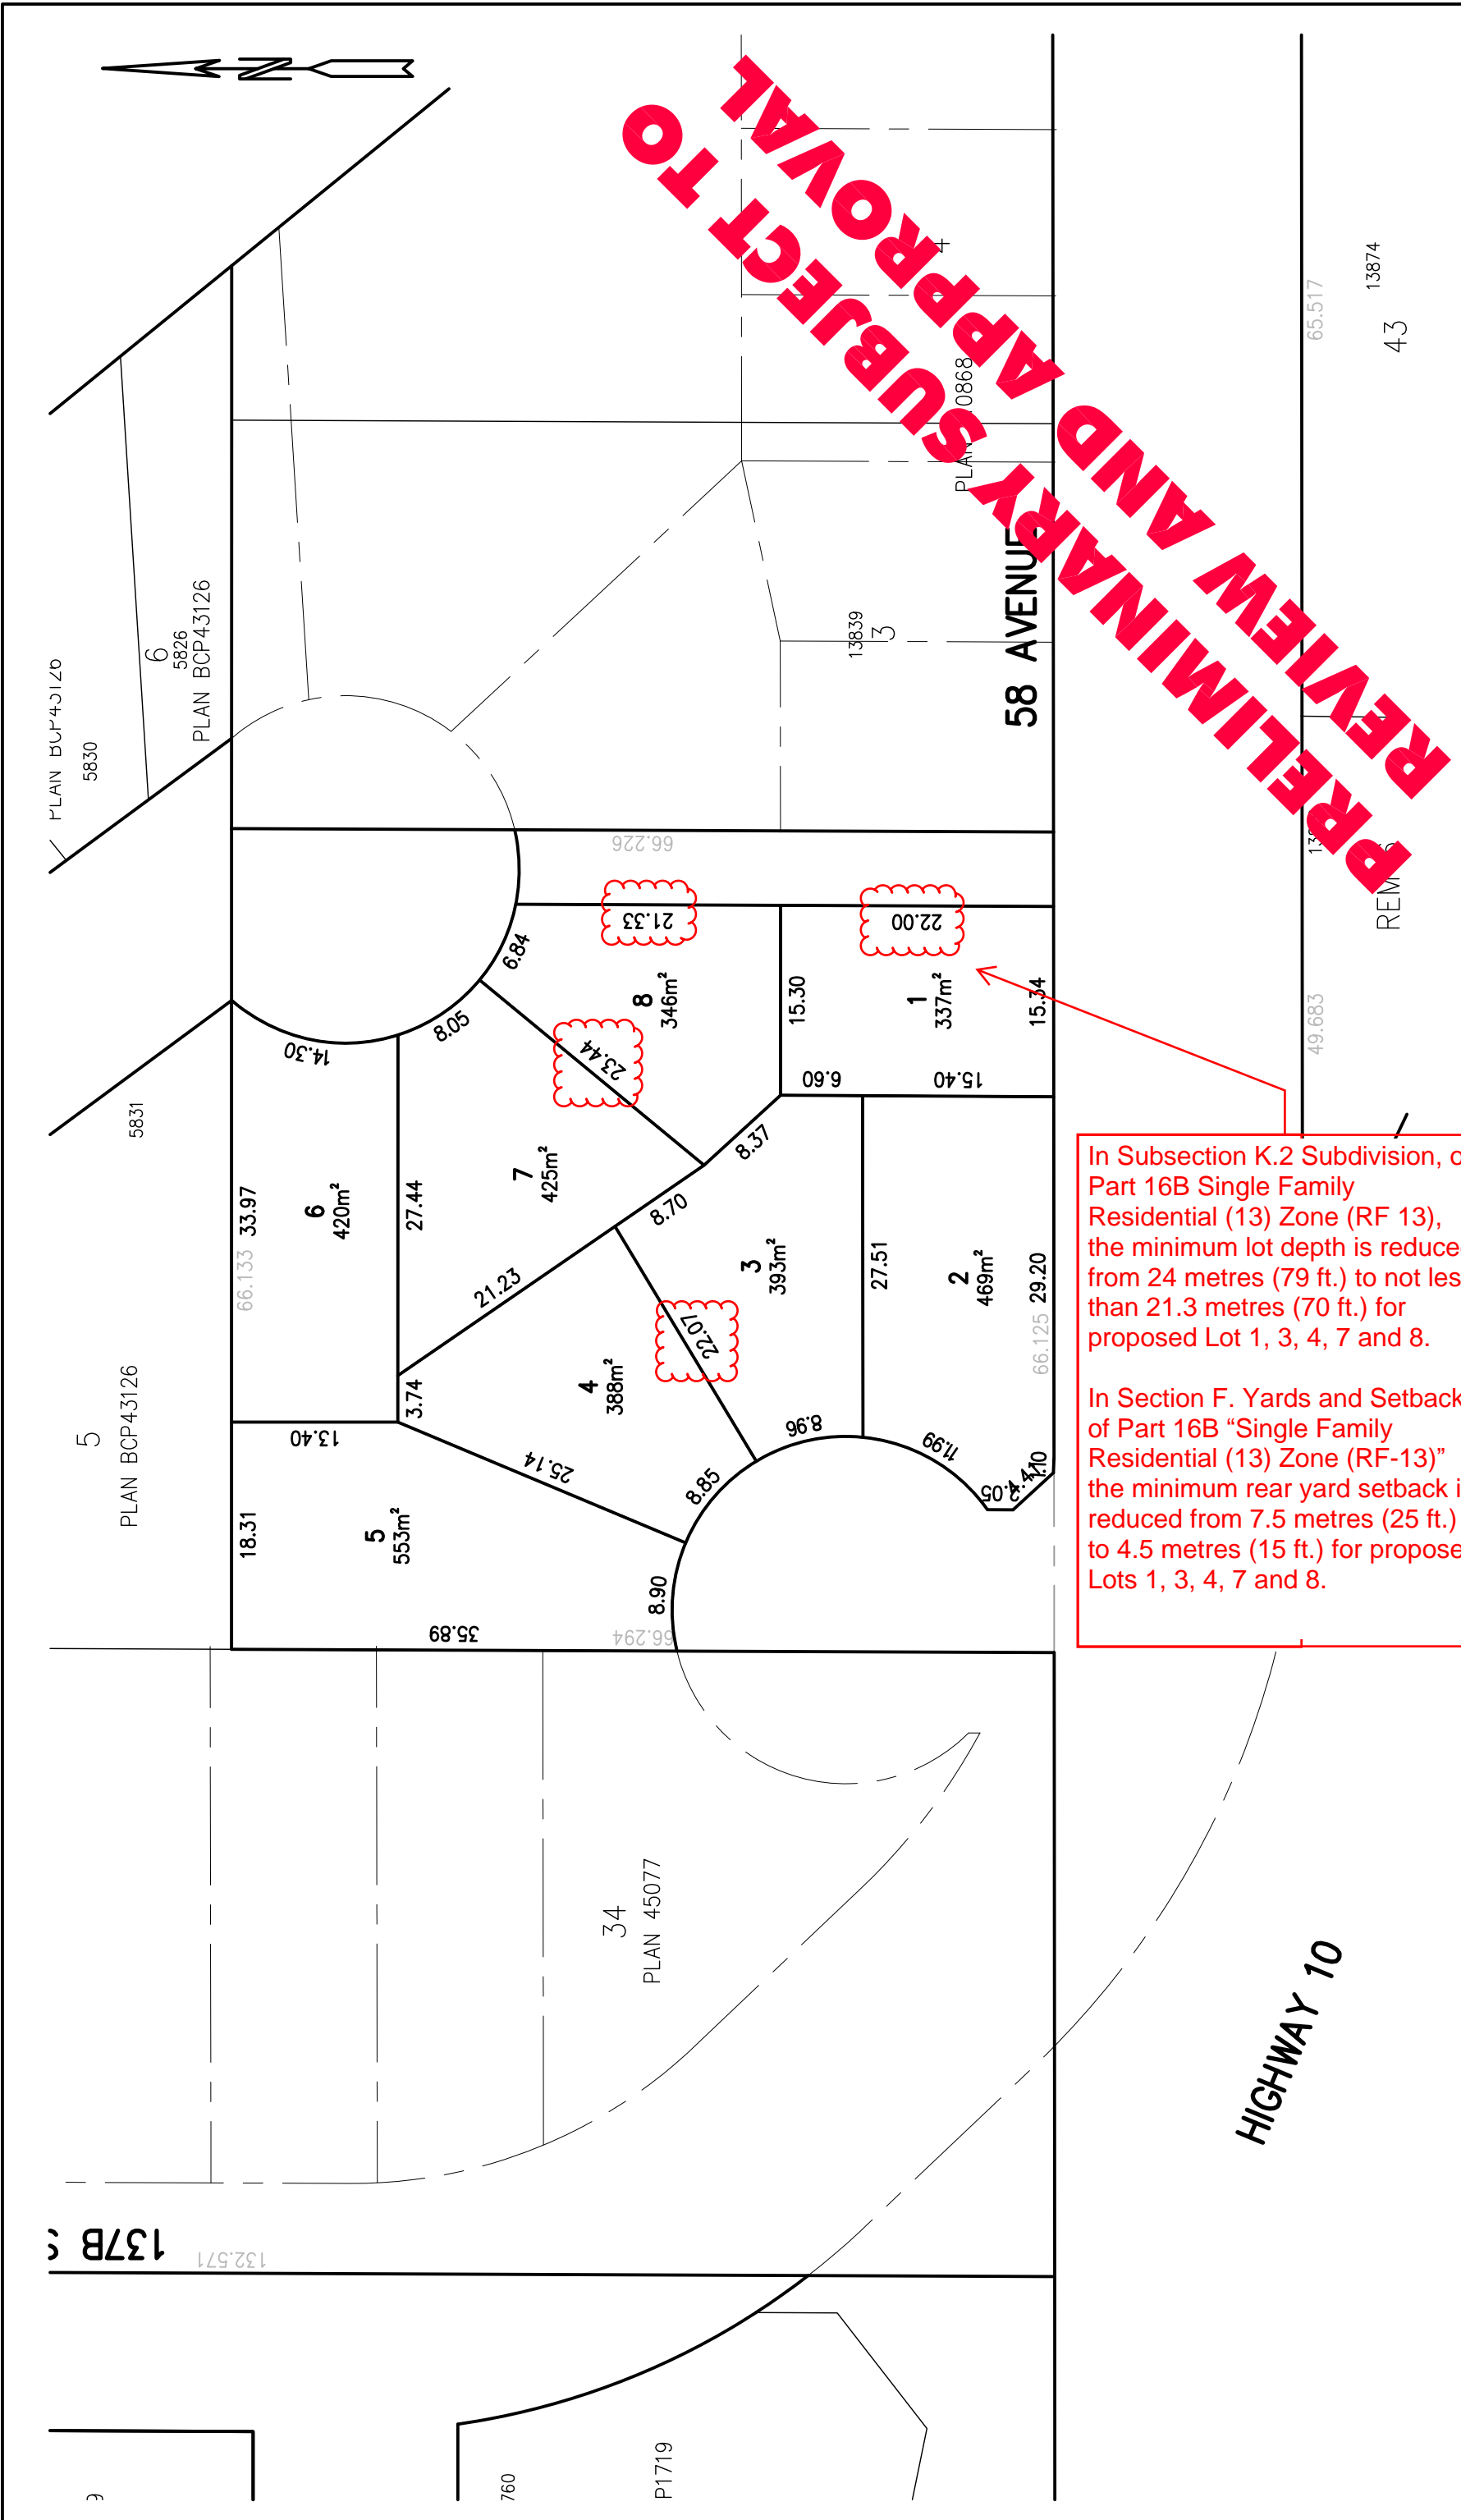 N
PRELIMINARY SUBJECT TO
REVIEW AND APPROVAL
5830
6
5826
PLAN BCP43126
5831
5
PLAN BCP43126
13839
3
4
PLAN
0868
58 AVENUE
65.517
13874
43
REM
49.683
66.226
21.33
22.00
6.84
8
346m²
15.30
1
337m²
15.34
8.05
14.30
23.44
6.60
15.40
8.37
7
425m²
8.70
33.97
66.133
6
420m²
27.44
21.23
3
393m²
27.51
2
469m²
29.20
66.125
22.07
4
388m²
3.74
13.40
25.14
8.96
11.99
8.85
2.05
4.41
1.10
18.31
5
553m²
8.90
35.89
66.294
In Subsection K.2 Subdivision, o
Part 16B Single Family
Residential (13) Zone (RF 13),
the minimum lot depth is reduce
from 24 metres (79 ft.) to not les
than 21.3 metres (70 ft.) for
proposed Lot 1, 3, 4, 7 and 8.
In Section F. Yards and Setback
of Part 16B “Single Family
Residential (13) Zone (RF-13)”
the minimum rear yard setback i
reduced from 7.5 metres (25 ft.)
to 4.5 metres (15 ft.) for propose
Lots 1, 3, 4, 7 and 8.
34
PLAN 45077
HIGHWAY 10
137B
132.571
760
P1719